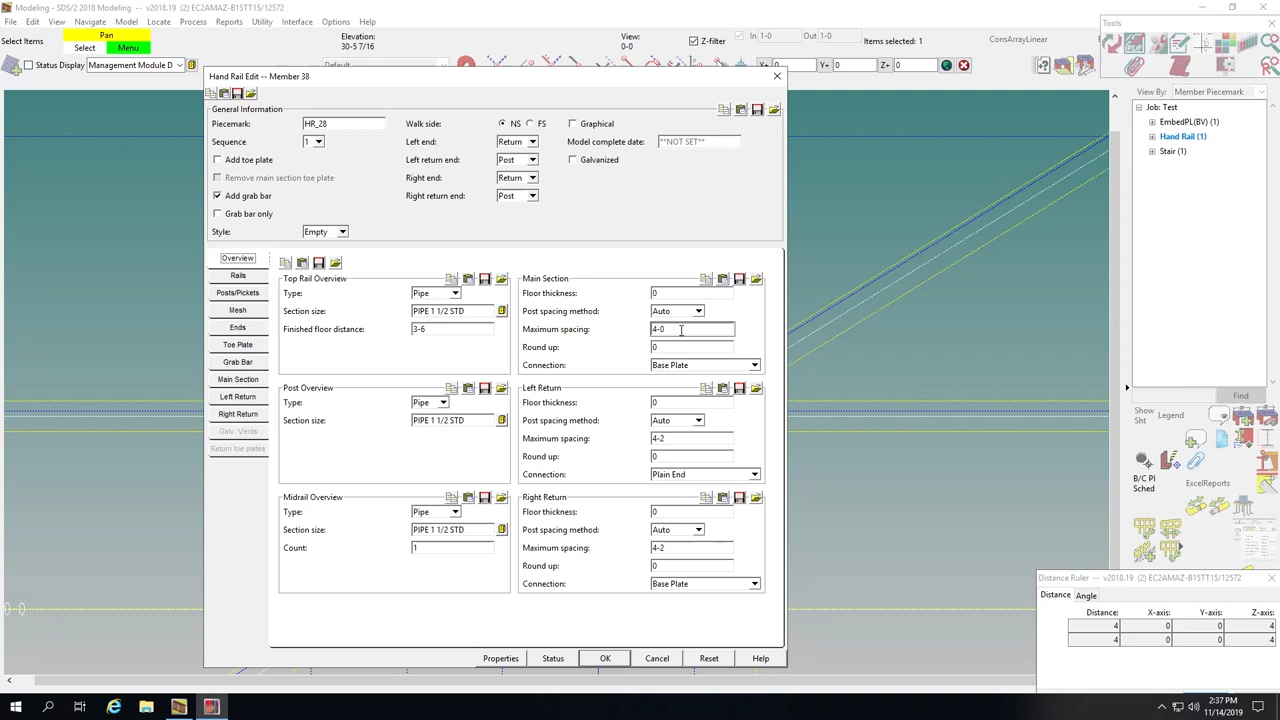 Modeling - SDS/2 2018 - v2018.19 EC2AMAZ-B15TT15/12572
File Edit View Navigate Model Locate Process Reports Utility Interface Options Help
Select Items
Pan
Select Menu
Elevation:
30-5 7/16
View:
0-0
Z-filter
In 1-0 Out 1-0
Items selected: 1
ConsArrayLinear
Status Display Management Module D
Default
Y+ 0 Z+ 0
Tools
Hand Rail Edit -- Member 38
General Information
Piecemark: HR_28
Sequence 1
Add toe plate
Remove main section toe plate
Add grab bar
Grab bar only
Style: Empty
Walk side: NS FS
Left end: Return
Left return end: Post
Right end: Return
Right return end: Post
Graphical
Model complete date: **NOT SET**
Galvanized
Overview
Rails
Posts/Pickets
Mesh
Ends
Toe Plate
Grab Bar
Main Section
Left Return
Right Return
Galv. Vents
Return toe plates
Top Rail Overview
Type: Pipe
Section size: PIPE 1 1/2 STD
Finished floor distance: 3-6
Post Overview
Type: Pipe
Section size: PIPE 1 1/2 STD
Midrail Overview
Type: Pipe
Section size: PIPE 1 1/2 STD
Count: 1
Main Section
Floor thickness: 0
Post spacing method: Auto
Maximum spacing: 4-0
Round up: 0
Connection: Base Plate
Left Return
Floor thickness: 0
Post spacing method: Auto
Maximum spacing: 4-2
Round up: 0
Connection: Plain End
Right Return
Floor thickness: 0
Post spacing method: Auto
Maximum spacing: 4-2
Round up: 0
Connection: Base Plate
Properties Status OK Cancel Reset Help
View By: Member Piecemark
Job: Test
EmbedPL(BV) (1)
Hand Rail (1)
Stair (1)
Find
Show
Sht
Legend
B/C Pl
Sched
ExcelReports
Distance Ruler -- v2018.19 (2) EC2AMAZ-B15TT15/12572
Distance Angle
Distance: X-axis: Y-axis: Z-axis:
4 0 0 4
4 0 0 4
2:37 PM
11/14/2019